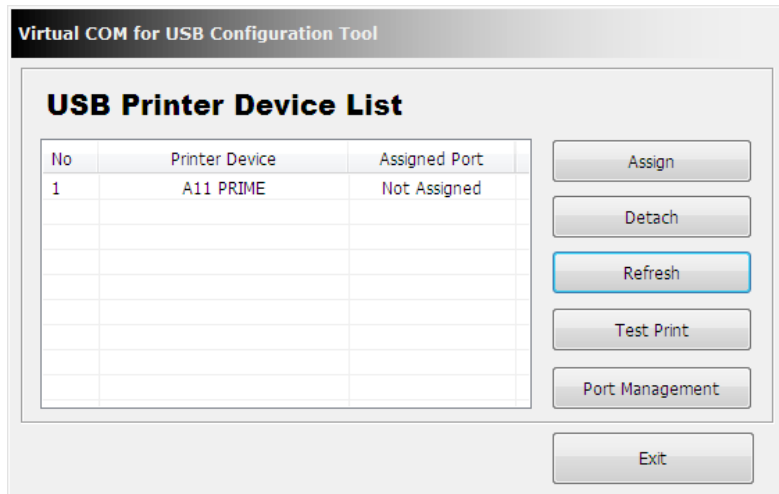 Virtual COM for USB Configuration Tool
USB Printer Device List
No Printer Device Assigned Port
1 A11 PRIME Not Assigned
Assign
Detach
Refresh
Test Print
Port Management
Exit